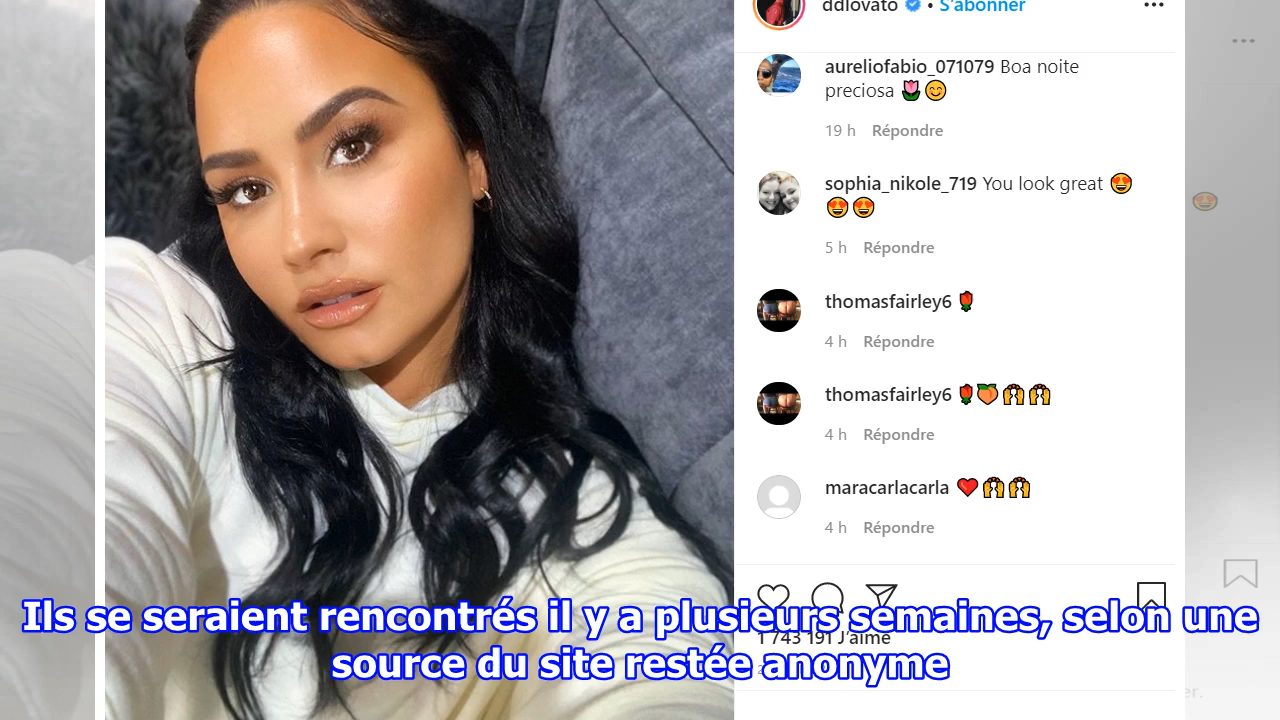 ddlovato • S'abonner
aureliofabio_071079 Boa noite
preciosa 🌷😊
19 h Répondre
sophia_nikole_719 You look great 😍
😍😍
5 h Répondre
thomasfairley6 🌹
4 h Répondre
thomasfairley6 🌹🍑🙌🙌
4 h Répondre
maracarlacarla ❤️🙌🙌
4 h Répondre
1 743 191 J'aime
Ils se seraient rencontrés il y a plusieurs semaines, selon une
source du site restée anonyme
er.